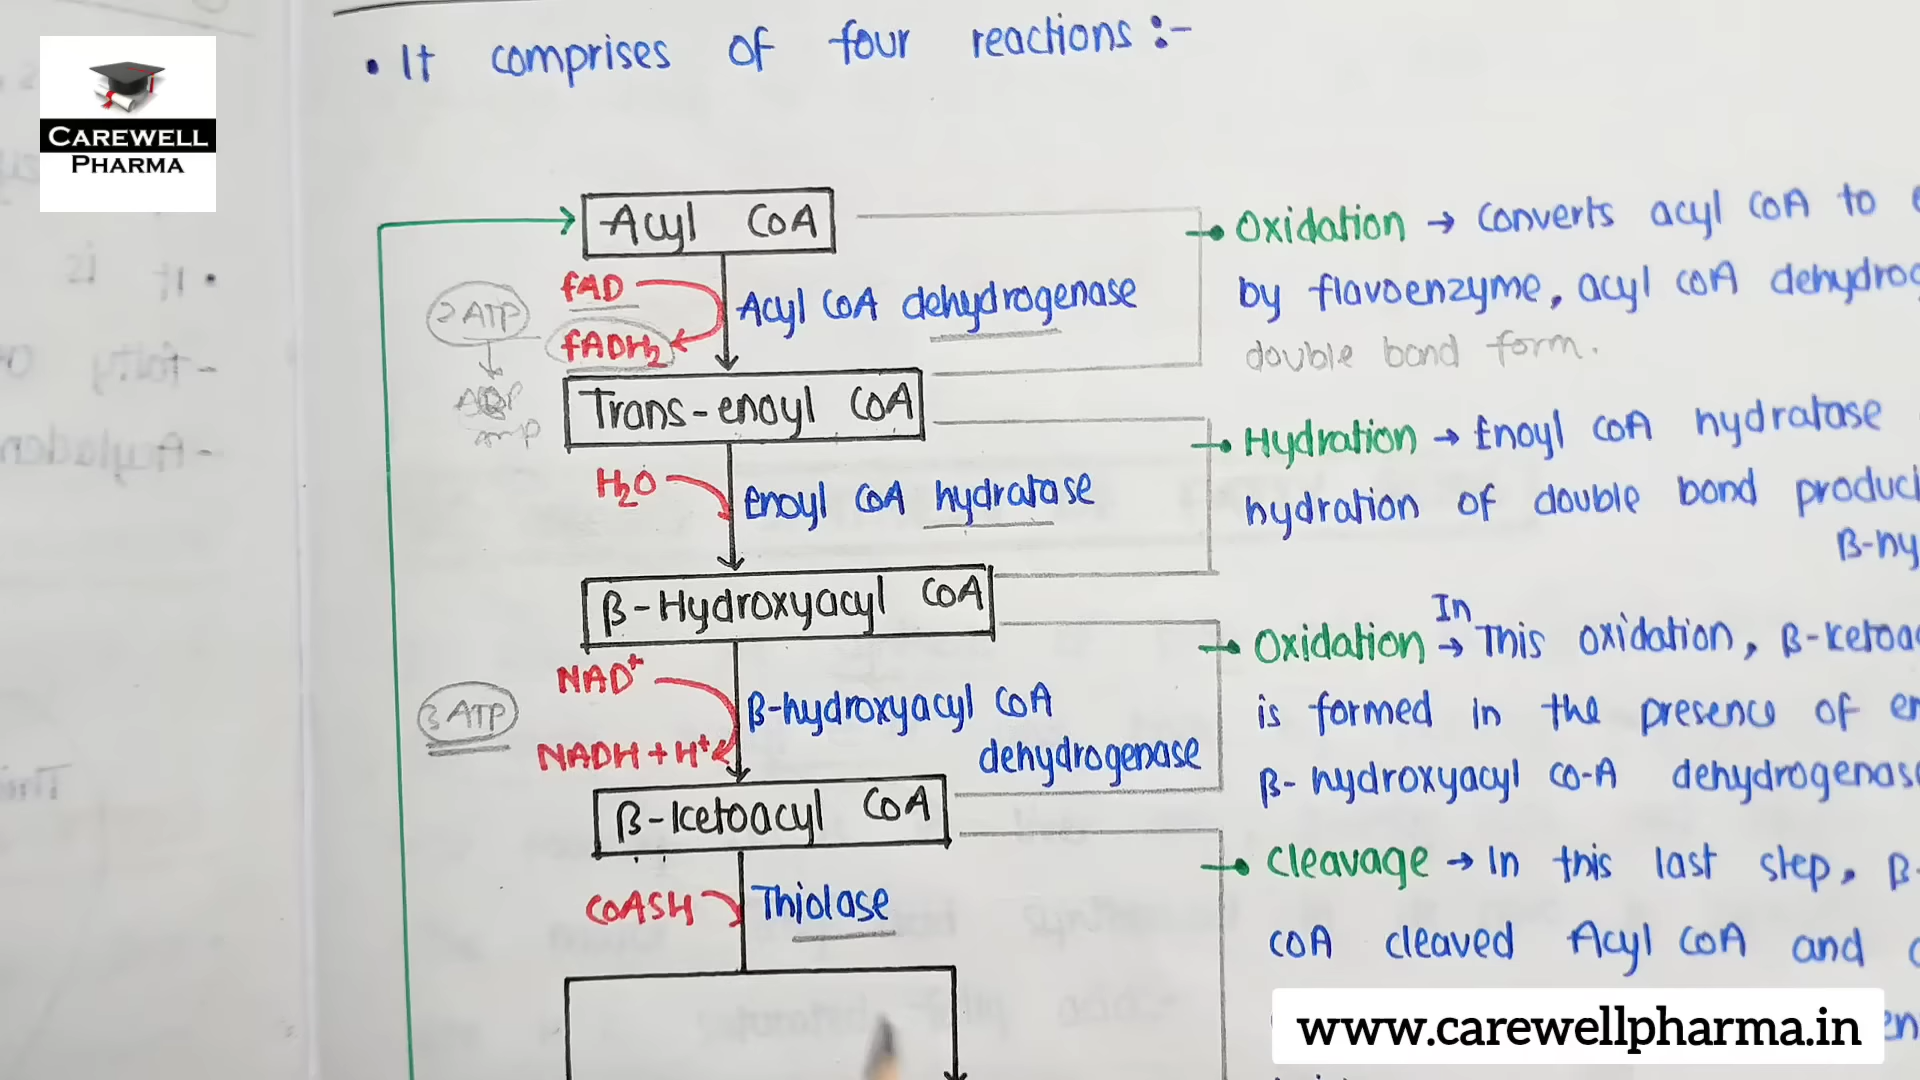 • It comprises of four reactions :-
CAREWELL
PHARMA
Acyl CoA
FAD
2 ATP
Acyl CoA dehydrogenase
FADH2
Trans-enoyl CoA
H2O
Enoyl CoA hydratase
β-Hydroxyacyl CoA
NAD+
3 ATP
β-hydroxyacyl CoA
dehydrogenase
NADH + H+
β-Ketoacyl CoA
CoASH
Thiolase
• Oxidation → Converts acyl CoA to
by flavoenzyme, acyl CoA dehydrog
double bond form.
• Hydration → Enoyl CoA hydratase
hydration of double bond produci
β-hy
• Oxidation → In This oxidation, β-ketoa
is formed in the presence of en
β-hydroxyacyl Co-A dehydrogenas
• Cleavage → In this last step, β-
CoA cleaved Acyl CoA and
www.carewellpharma.in